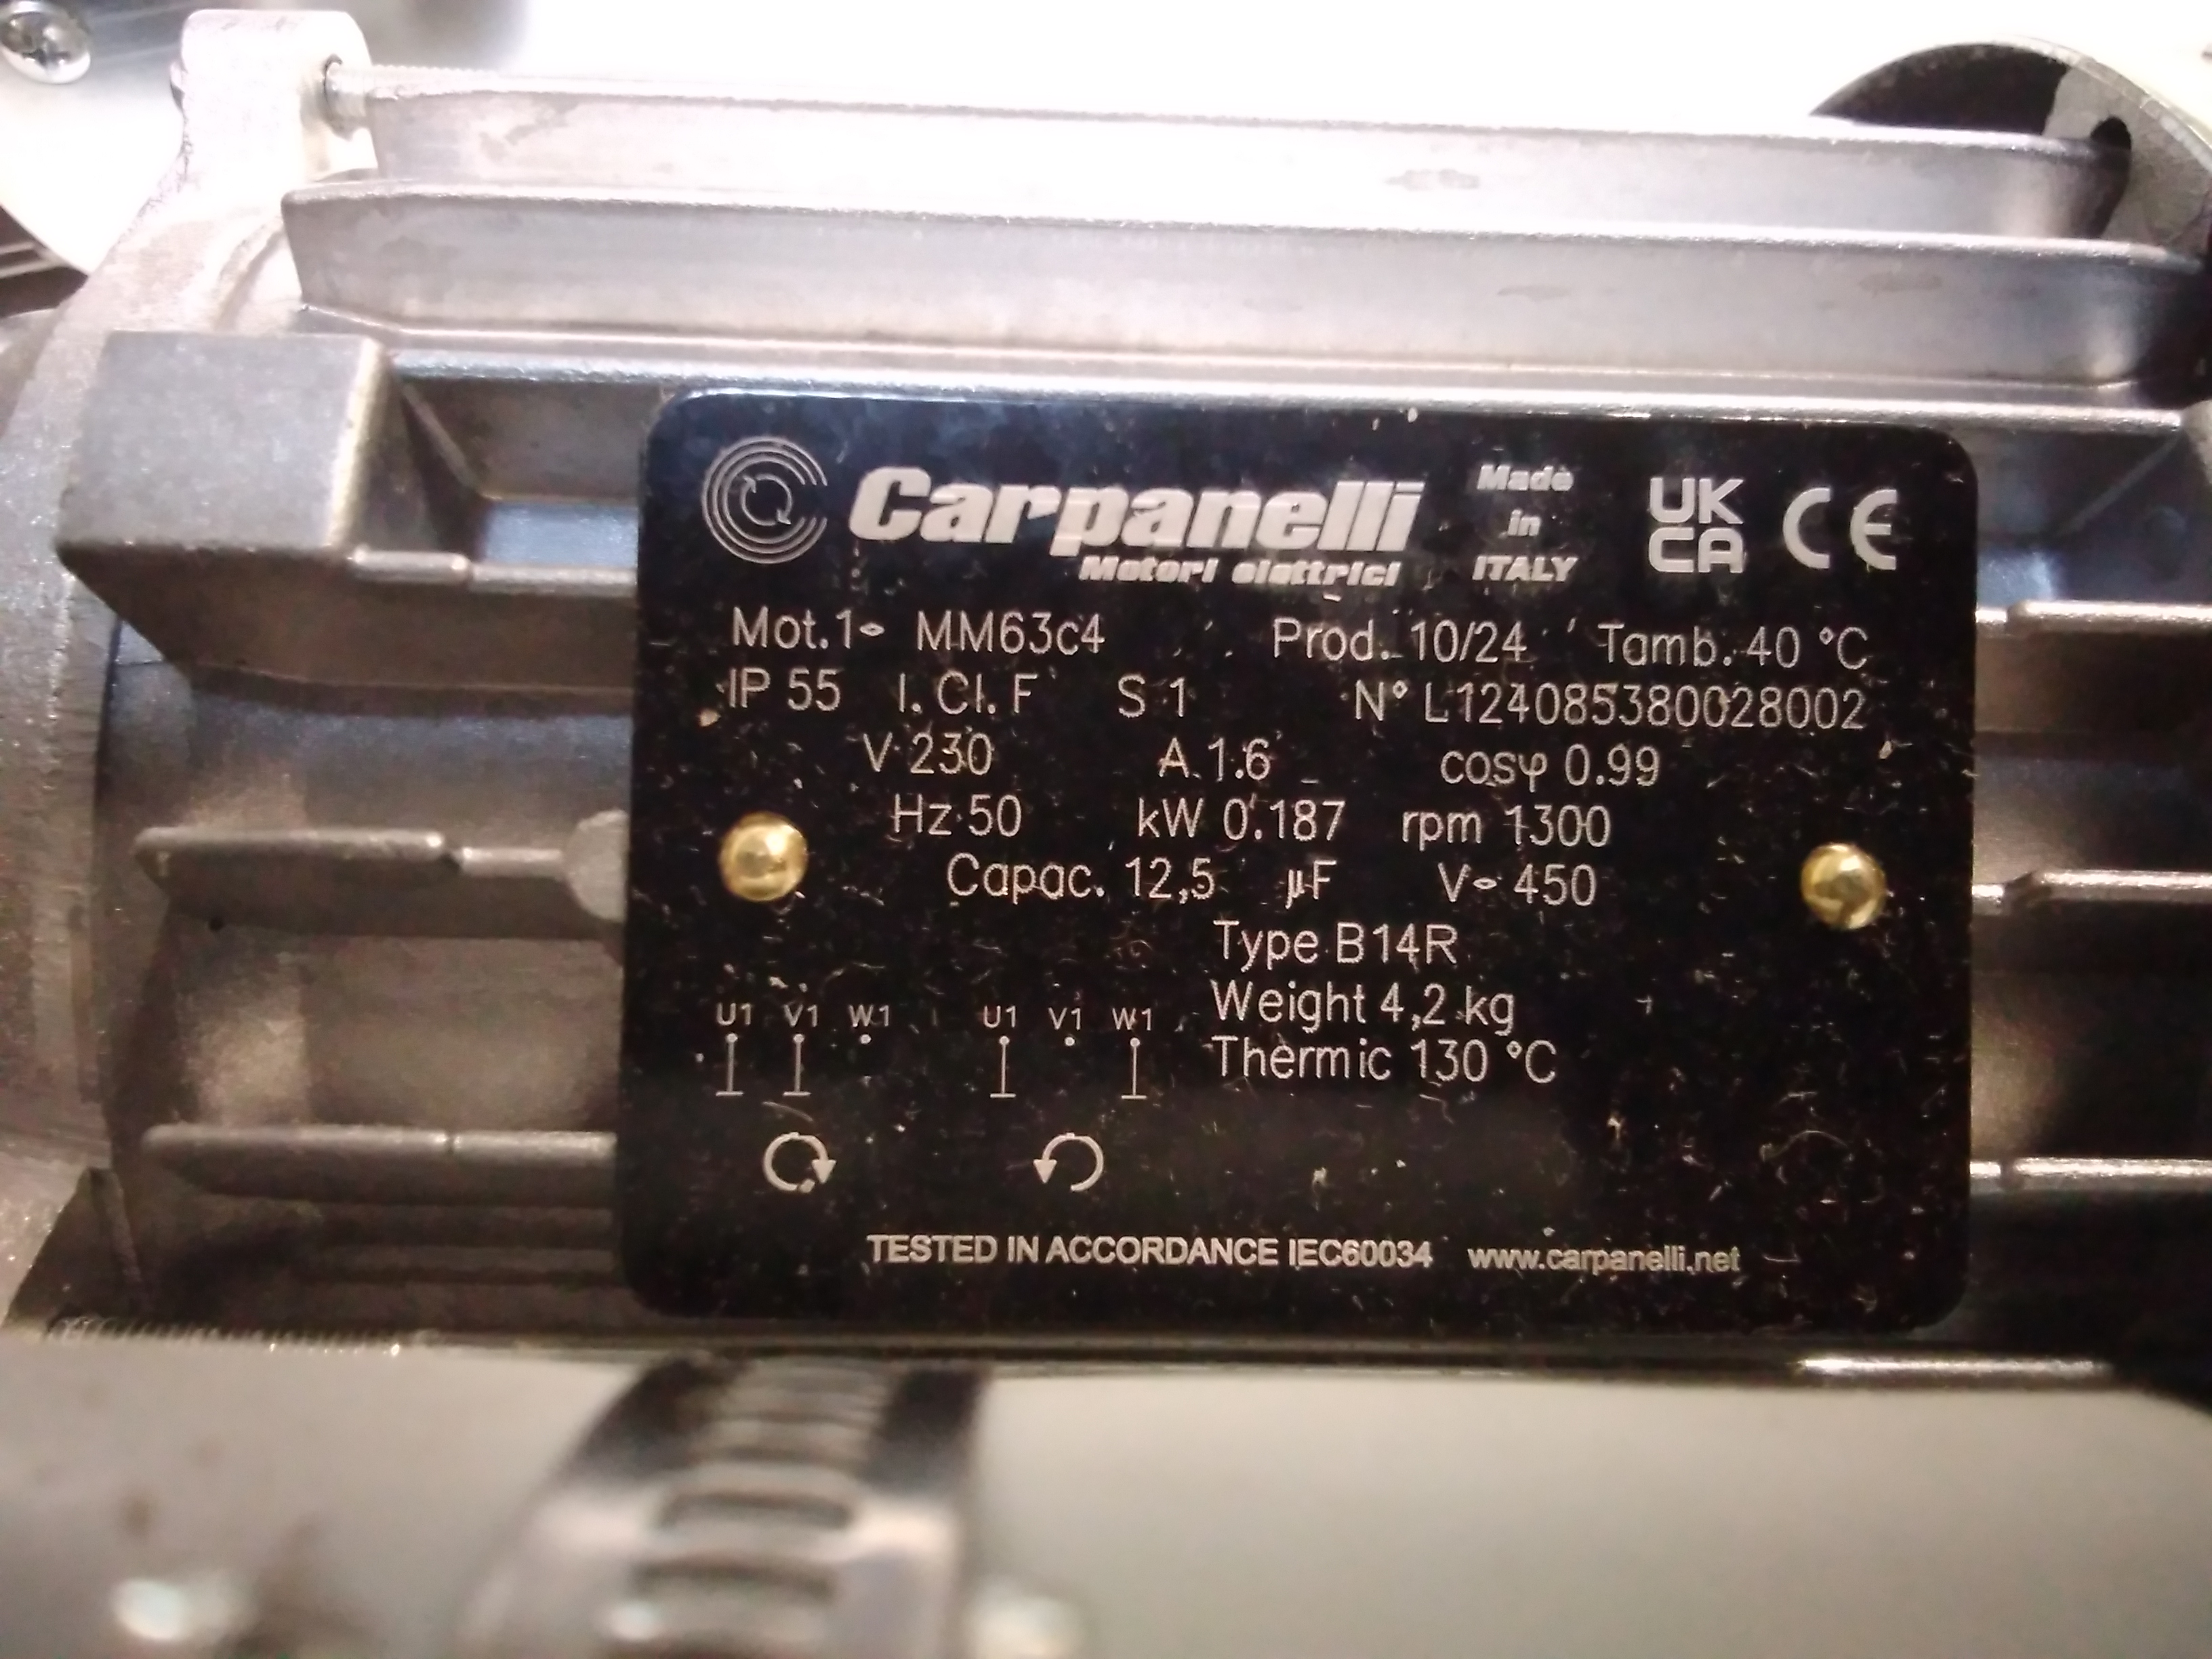 Carpanelli
Motori elettrici
Made
in
ITALY
UK
CA
CE
Mot.1~ MM63c4 Prod. 10/24 Tamb. 40 °C
IP 55 I. Cl. F S 1 N° L124085380028002
V 230 A 1.6 cosφ 0.99
Hz 50 kW 0.187 rpm 1300
Capac. 12,5 µF V~ 450
Type B14R
Weight 4,2 kg
Thermic 130 °C
U1 V1 W1 U1 V1 W1
TESTED IN ACCORDANCE IEC60034 www.carpanelli.net